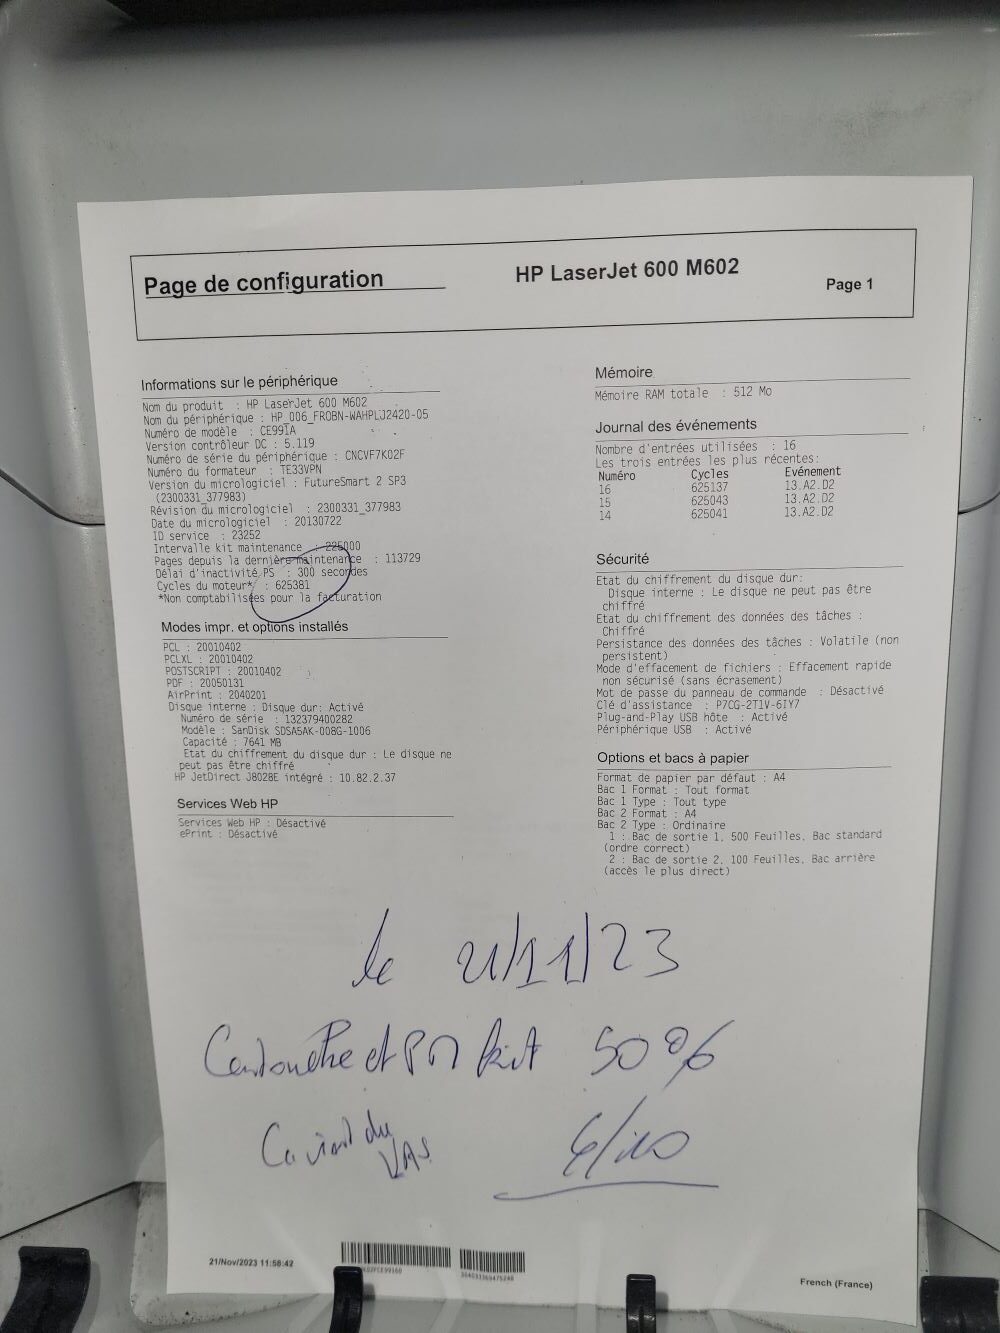 Page de configuration
HP LaserJet 600 M602
Page 1
Informations sur le périphérique
Nom du produit : HP LaserJet 600 M602
Nom du périphérique : HP_006_FROBN-WAHPLJ2420-05
Numéro de modèle : CE991A
Version contrôleur DC : 5.119
Numéro de série du périphérique : CNCVF7K02F
Numéro du formateur : TE33VPN
Version du micrologiciel : FutureSmart 2 SP3
(2300331_377983)
Révision du micrologiciel : 2300331_377983
Date du micrologiciel : 20130722
ID service : 23252
Intervalle kit maintenance : 225000
Pages depuis la dernière maintenance : 113729
Délai d'inactivité PS : 300 secondes
Cycles du moteur* : 625381
*Non comptabilisées pour la facturation
Modes impr. et options installés
PCL : 20010402
PCLXL : 20010402
POSTSCRIPT : 20010402
PDF : 20050131
AirPrint : 2040201
Disque interne : Disque dur: Activé
Numéro de série : 132379400282
Modèle : SanDisk SDSA5AK-008G-1006
Capacité : 7641 MB
Etat du chiffrement du disque dur : Le disque ne
peut pas être chiffré
HP JetDirect J8028E intégré : 10.82.2.37
Services Web HP
Services Web HP : Désactivé
ePrint : Désactivé
Mémoire
Mémoire RAM totale : 512 Mo
Journal des événements
Nombre d'entrées utilisées : 16
Les trois entrées les plus récentes:
Numéro Cycles Evénement
16 625137 13.A2.D2
15 625043 13.A2.D2
14 625041 13.A2.D2
Sécurité
Etat du chiffrement du disque dur:
Disque interne : Le disque ne peut pas être
chiffré
Etat du chiffrement des données des tâches :
Chiffré
Persistance des données des tâches : Volatile (non
persistent)
Mode d'effacement de fichiers : Effacement rapide
non sécurisé (sans écrasement)
Mot de passe du panneau de commande : Désactivé
Clé d'assistance : P7CG-2TIV-6IY7
Plug-and-Play USB hôte : Activé
Périphérique USB : Activé
Options et bacs à papier
Format de papier par défaut : A4
Bac 1 Format : Tout format
Bac 1 Type : Tout type
Bac 2 Format : A4
Bac 2 Type : Ordinaire
1 : Bac de sortie 1, 500 Feuilles, Bac standard
(ordre correct)
2 : Bac de sortie 2, 100 Feuilles, Bac arrière
(accès le plus direct)
le 21/11/23
Cartouche et PM kit 50%
Ca vient du
VAS
21/Nov/2023 11:58:42
French (France)